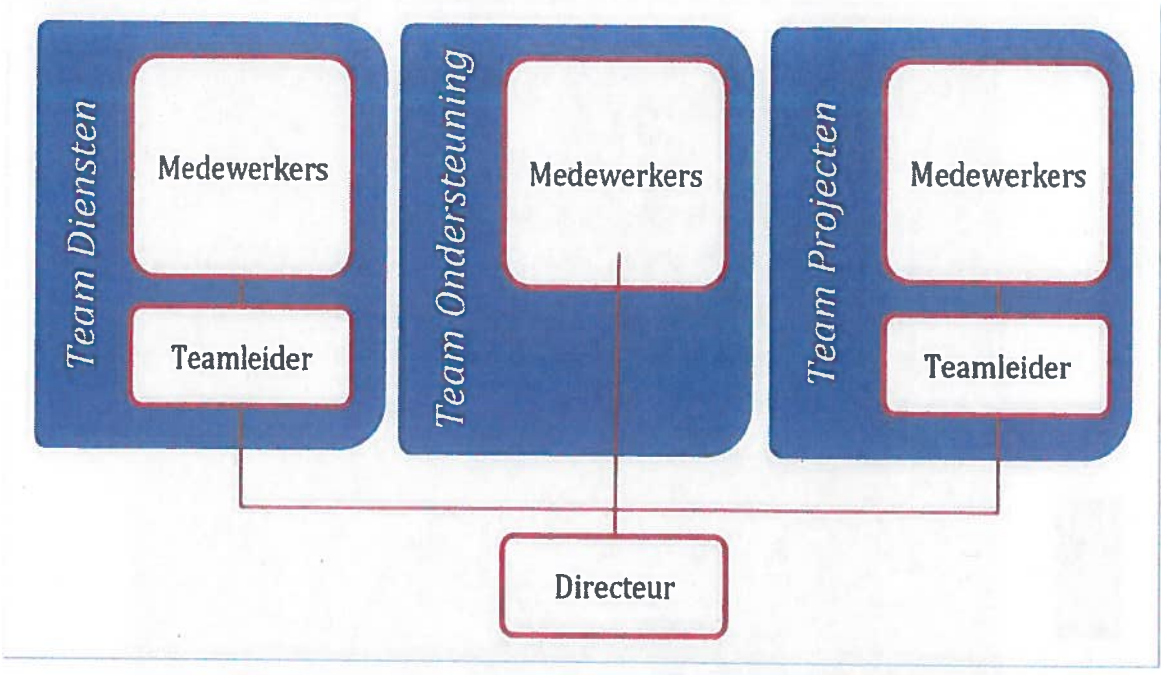 Team Diensten
Medewerkers
Teamleider
Team Ondersteuning
Medewerkers
Team Projecten
Medewerkers
Teamleider
Directeur